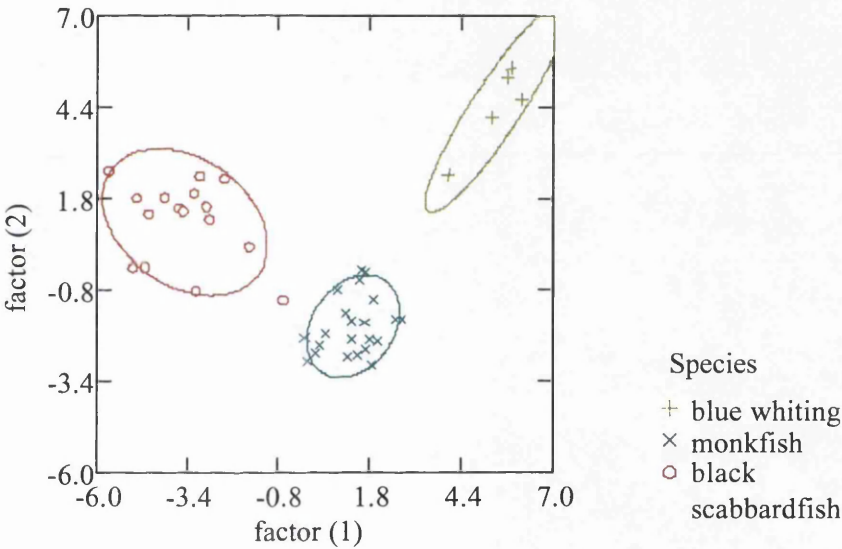 7.0
4.4
1.8
-0.8
-3.4
-6.0
factor (2)
-6.0 -3.4 -0.8 1.8 4.4 7.0
factor (1)
Species
blue whiting
monkfish
black
scabbardfish